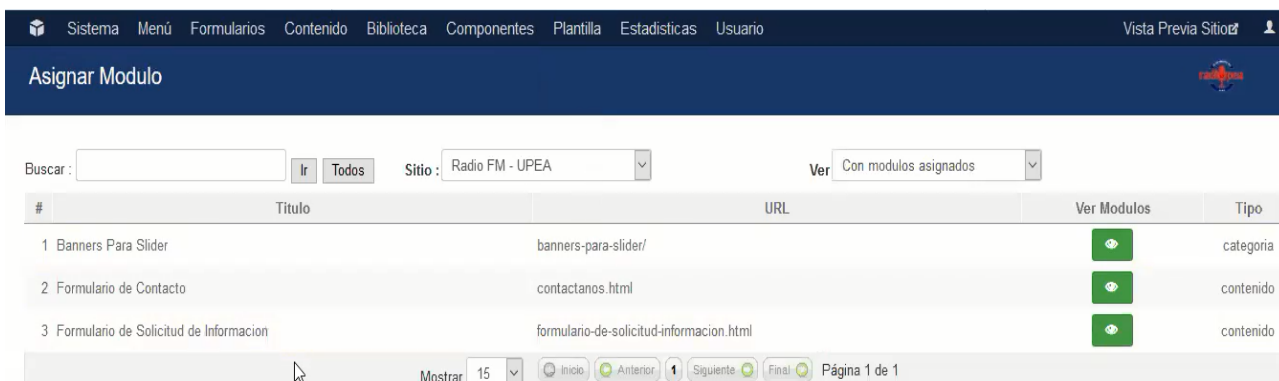 Sistema Menú Formularios Contenido Biblioteca Componentes Plantilla Estadisticas Usuario Vista Previa Sitio
Asignar Modulo
Buscar : Ir Todos Sitio : Radio FM - UPEA Ver Con modulos asignados
# Titulo URL Ver Modulos Tipo
1 Banners Para Slider banners-para-slider/ categoria
2 Formulario de Contacto contactanos.html contenido
3 Formulario de Solicitud de Informacion formulario-de-solicitud-informacion.html contenido
Mostrar 15 Inicio Anterior 1 Siguiente Final Página 1 de 1